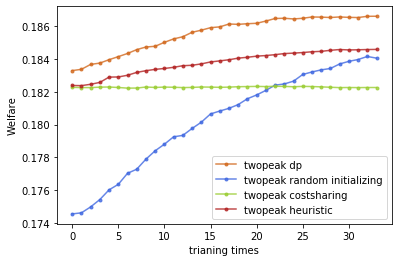 0.186
0.184
0.182
0.180
0.178
0.176
0.174
Welfare
twopeak dp
twopeak random initializing
twopeak costsharing
twopeak heuristic
0 5 10 15 20 25 30
trianing times